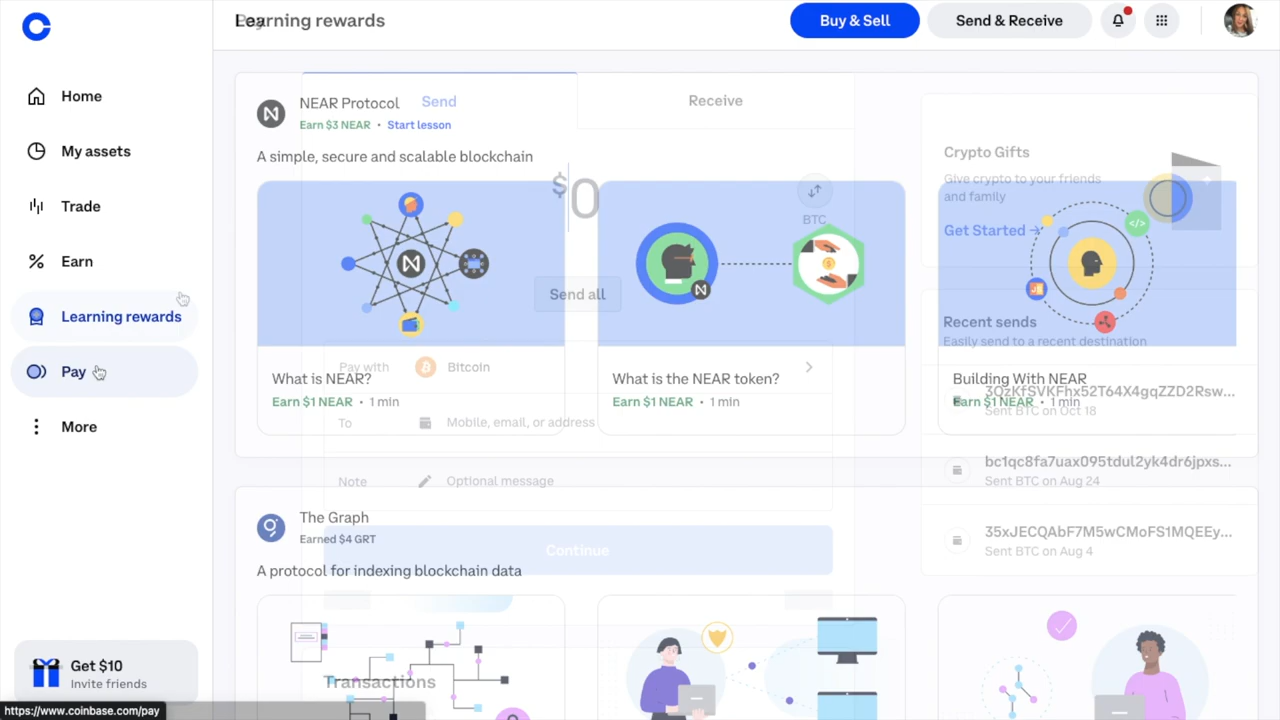 Learning rewards
Pay
Buy & Sell
Send & Receive
Home
My assets
Trade
% Earn
Learning rewards
Pay
More
Get $10
Invite friends
https://www.coinbase.com/pay
NEAR Protocol
Earn $3 NEAR • Start lesson
A simple, secure and scalable blockchain
What is NEAR?
Earn $1 NEAR • 1 min
What is the NEAR token?
Earn $1 NEAR • 1 min
Building With NEAR
Earn $1 NEAR • 1 min
The Graph
Earned $4 GRT
A protocol for indexing blockchain data
Send
Receive
$0
BTC
Send all
Pay with
Bitcoin
To
Mobile, email, or address
Note
Optional message
Continue
Transactions
Crypto Gifts
Give crypto to your friends
and family
Get Started →
</>
Recent sends
Easily send to a recent destination
Sent BTC on Oct 18
bc1qc8fa7uax095tdul2yk4dr6jpxs...
Sent BTC on Aug 24
35xJECQAbF7M5wCMoFS1MQEEy...
Sent BTC on Aug 4